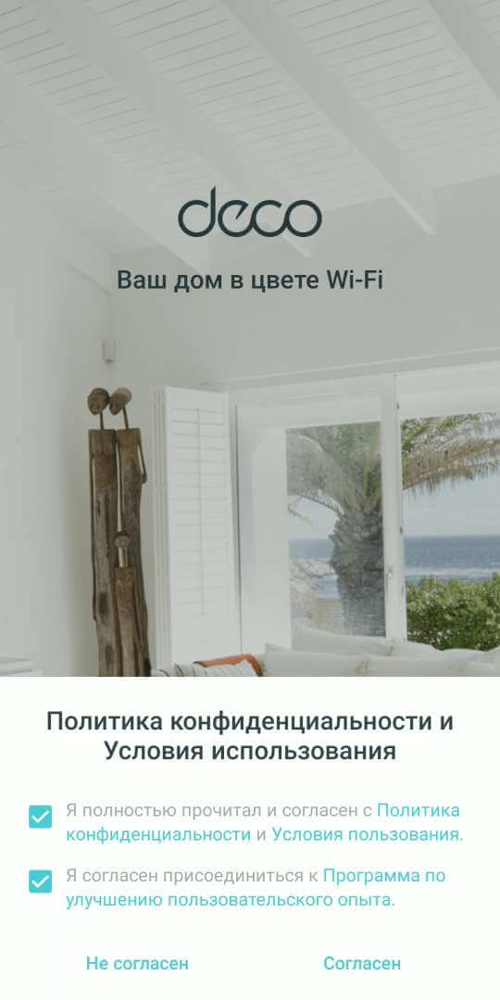 deco
Ваш дом в цвете Wi-Fi
Политика конфиденциальности и
Условия использования
Я полностью прочитал и согласен с Политика
конфиденциальности и Условия пользования.
Я согласен присоединиться к Программа по
улучшению пользовательского опыта.
Не согласен
Согласен